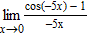 lim x→0 cos(−5x) − 1 / −5x